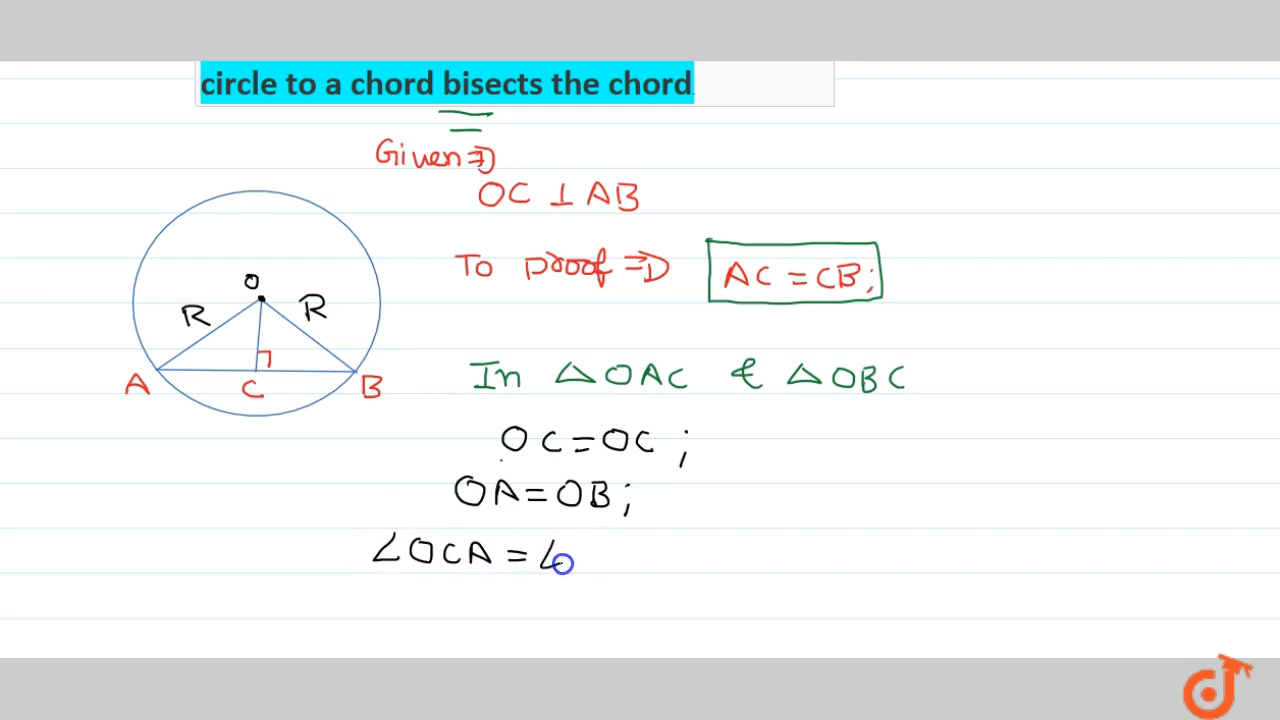 circle to a chord bisects the chord
Given ⇒
OC ⊥ AB
To proof ⇒ AC = CB;
O
R R
A C B
In △OAC & △OBC
OC = OC ;
OA = OB ;
∠OCA = ∠